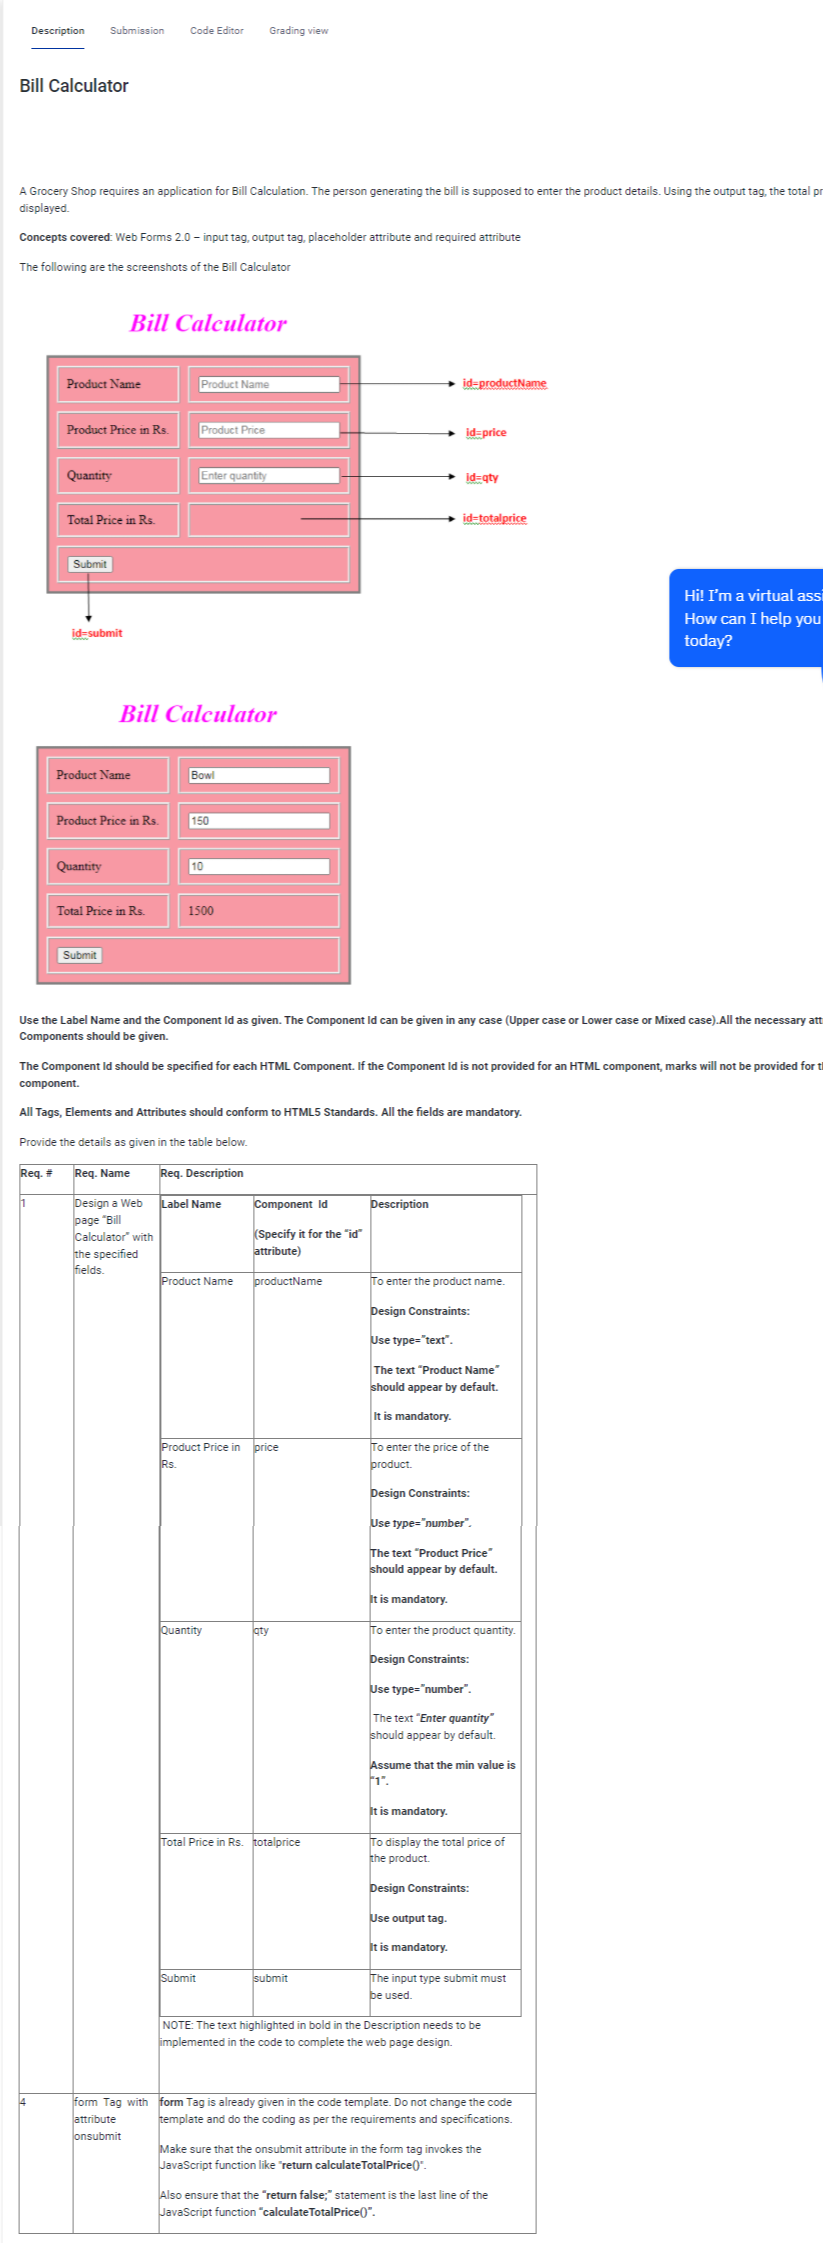 Description Submission Code Editor Grading view
Bill Calculator
A Grocery Shop requires an application for Bill Calculation. The person generating the bill is supposed to enter the product details. Using the output tag, the total
displayed.
Concepts covered: Web Forms 2.0 – input tag, output tag, placeholder attribute and required attribute
The following are the screenshots of the Bill Calculator
Bill Calculator
Product Name Product Name id=productName
Product Price in Rs. Product Price id=price
Quantity Enter quantity id=qty
Total Price in Rs. id=totalprice
Submit
id=submit
Hi! I'm a virtual
How can I help you
today?
Bill Calculator
Product Name Bowl
Product Price in Rs. 150
Quantity 10
Total Price in Rs. 1500
Submit
Use the Label Name and the Component Id as given. The Component Id can be given in any case (Upper case or Lower case or Mixed case).All the necessary
Components should be given.
The Component Id should be specified for each HTML Component. If the Component Id is not provided for an HTML component, marks will not be provided for
component.
All Tags, Elements and Attributes should conform to HTML5 Standards. All the fields are mandatory.
Provide the details as given in the table below.
Req. # Req. Name Req. Description
1
Design a Web
page "Bill
Calculator" with
the specified
fields.
Label Name
Component Id
(Specify it for the "id"
attribute)
Description
Product Name
productName
To enter the product name.
Design Constraints:
Use type="text".
The text "Product Name"
should appear by default.
It is mandatory.
Product Price in
Rs.
price
To enter the price of the
product.
Design Constraints:
Use type="number".
The text "Product Price"
should appear by default.
It is mandatory.
Quantity
qty
To enter the product quantity.
Design Constraints:
Use type="number".
The text "Enter quantity"
should appear by default.
Assume that the min value is
"1".
It is mandatory.
Total Price in Rs.
totalprice
To display the total price of
the product.
Design Constraints:
Use output tag.
It is mandatory.
Submit
submit
The input type submit must
be used.
NOTE: The text highlighted in bold in the Description needs to be
implemented in the code to complete the web page design.
4
form Tag with
attribute
onsubmit
form Tag is already given in the code template. Do not change the code
template and do the coding as per the requirements and specifications.
Make sure that the onsubmit attribute in the form tag invokes the
JavaScript function like "return calculateTotalPrice()".
Also ensure that the "return false;" statement is the last line of the
JavaScript function "calculateTotalPrice()".